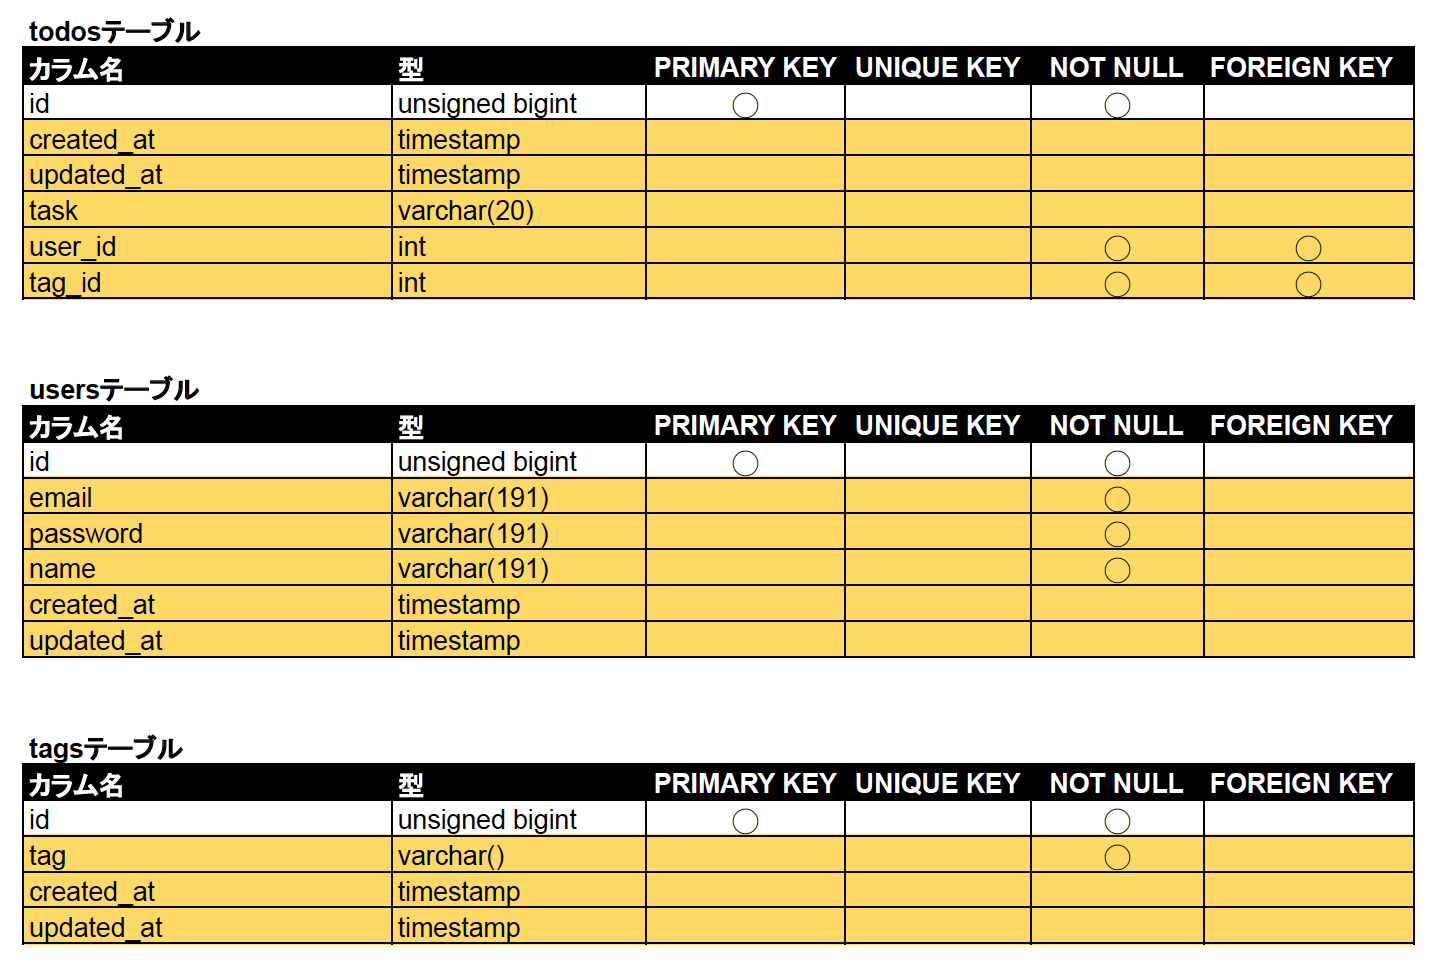 todosテーブル
カラム名 型 PRIMARY KEY UNIQUE KEY NOT NULL FOREIGN KEY
id unsigned bigint ◯ ◯
created_at timestamp
updated_at timestamp
task varchar(20)
user_id int ◯ ◯
tag_id int ◯ ◯
usersテーブル
カラム名 型 PRIMARY KEY UNIQUE KEY NOT NULL FOREIGN KEY
id unsigned bigint ◯ ◯
email varchar(191) ◯
password varchar(191) ◯
name varchar(191) ◯
created_at timestamp
updated_at timestamp
tagsテーブル
カラム名 型 PRIMARY KEY UNIQUE KEY NOT NULL FOREIGN KEY
id unsigned bigint ◯ ◯
tag varchar() ◯
created_at timestamp
updated_at timestamp